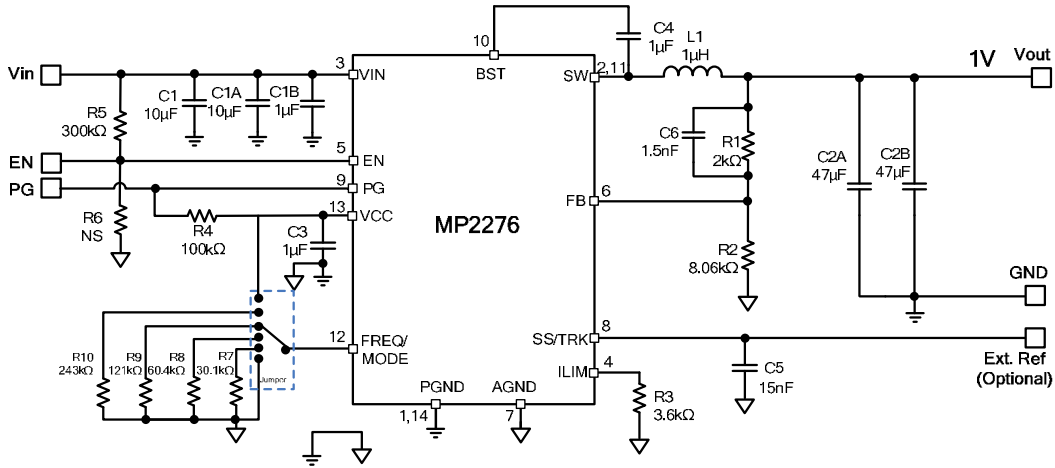 10
BST
C4
1µF
L1
1µH
1V
Vout
Vin
3
VIN
SW
2,11
C1
10µF
C1A
10µF
C1B
1µF
R5
300kΩ
C6
1.5nF
R1
2kΩ
C2A
47µF
C2B
47µF
EN
5
EN
PG
9
PG
13
VCC
FB
6
R6
NS
R4
100kΩ
C3
1µF
MP2276
R2
8.06kΩ
GND
12
FREQ/
MODE
SS/TRK
8
Ext. Ref
(Optional)
R10
243kΩ
R9
121kΩ
R8
60.4kΩ
R7
30.1kΩ
Jumper
ILIM
4
C5
15nF
R3
3.6kΩ
PGND
1,14
AGND
7